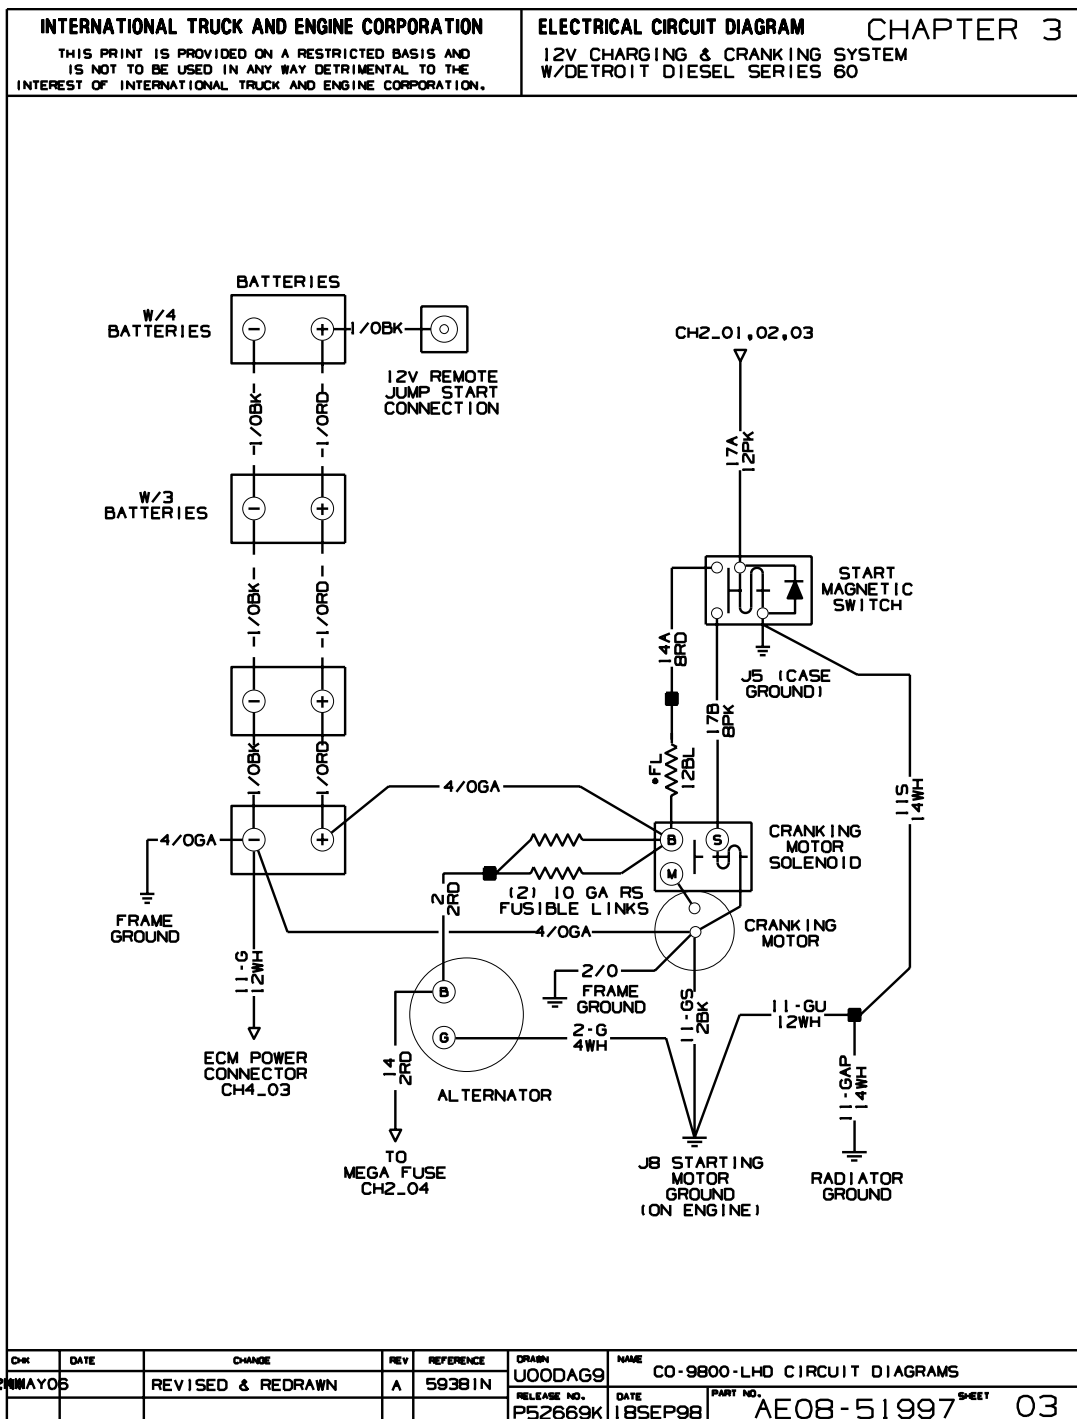 INTERNATIONAL TRUCK AND ENGINE CORPORATION
THIS PRINT IS PROVIDED ON A RESTRICTED BASIS AND
IS NOT TO BE USED IN ANY WAY DETRIMENTAL TO THE
INTEREST OF INTERNATIONAL TRUCK AND ENGINE CORPORATION.
ELECTRICAL CIRCUIT DIAGRAM
CHAPTER 3
12V CHARGING & CRANKING SYSTEM
W/DETROIT DIESEL SERIES 60
BATTERIES
W/4
BATTERIES
- +
1/0BK
12V REMOTE
JUMP START
CONNECTION
CH2_01,02,03
1/0BK
1/0RD
17A
12PK
W/3
BATTERIES
- +
START
MAGNETIC
SWITCH
1/0BK
1/0RD
14A
8RD
J5 (CASE
GROUND)
- +
17B
8PK
1/0BK
1/0RD
*FL
12BL
4/0GA
11S
14WH
4/0GA
- +
B
S
M
CRANKING
MOTOR
SOLENOID
(2) 10 GA RS
FUSIBLE LINKS
2
2RD
FRAME
GROUND
4/0GA
CRANKING
MOTOR
11-G
12WH
2/0
FRAME
GROUND
B
G
11-GS
2BK
11-GU
12WH
2-G
4WH
ECM POWER
CONNECTOR
CH4_03
14
2RD
ALTERNATOR
11-GAP
14WH
TO
MEGA FUSE
CH2_04
J8 STARTING
MOTOR
GROUND
(ON ENGINE)
RADIATOR
GROUND
CHK
DATE
CHANGE
REV
REFERENCE
DRAWN
U00DAG9
NAME
CO-9800-LHD CIRCUIT DIAGRAMS
MAY06
REVISED & REDRAWN
A
59381N
RELEASE NO.
P52669K
DATE
18SEP98
PART NO.
AE08-51997
SHEET
03